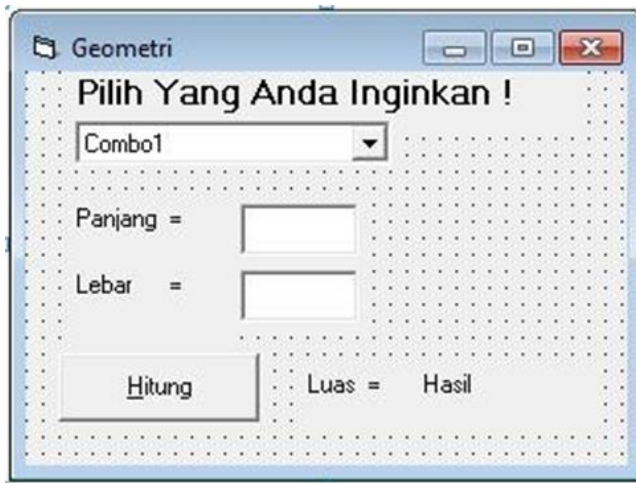 Geometri
Pilih Yang Anda Inginkan !
Combo1
Panjang =
Lebar =
Hitung
Luas = Hasil